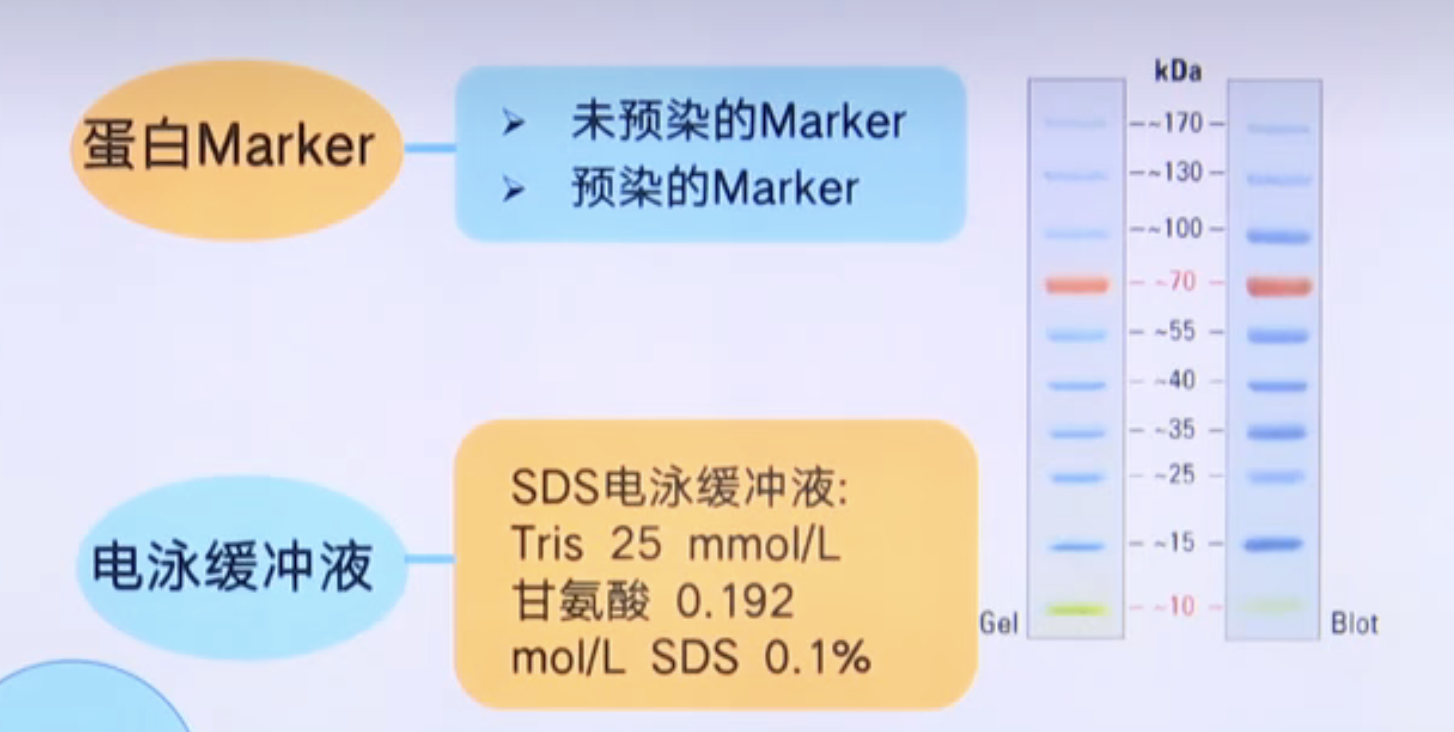 蛋白Marker
➢ 未预染的Marker
➢ 预染的Marker
电泳缓冲液
SDS电泳缓冲液:
Tris 25 mmol/L
甘氨酸 0.192
mol/L SDS 0.1%
kDa
~170
~130
~100
~70
~55
~40
~35
~25
~15
~10
Gel
Blot